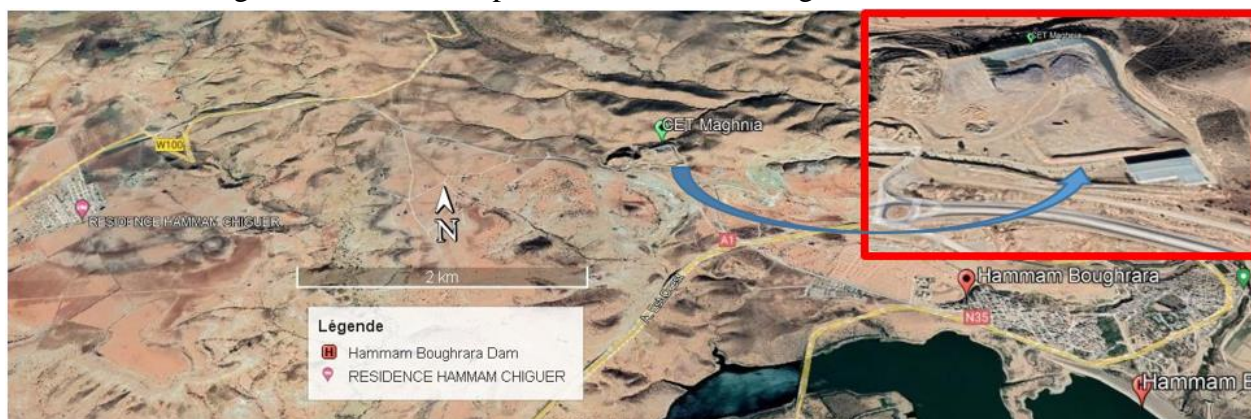 CET Maghnia
CET Maghnia
W100
RESIDENCE HAMMAM CHIGUER
N
A1
2 km
Hammam Boughrara
N35
Légende
Hammam Boughrara Dam
RESIDENCE HAMMAM CHIGUER
Hammam B